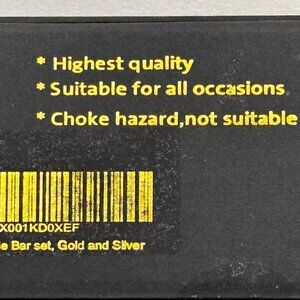 * Highest quality
* Suitable for all occasions
* Choke hazard,not suitable
X001KD0XEF
e Bar set, Gold and Silver